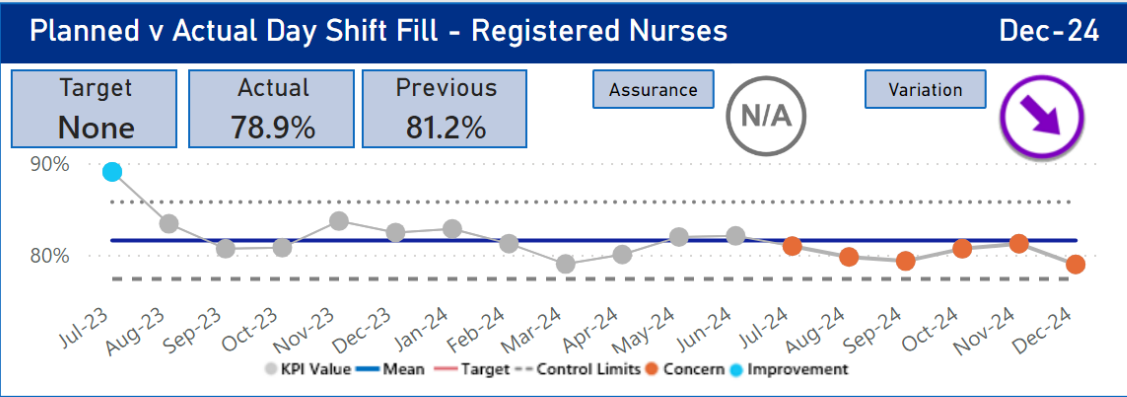 Planned v Actual Day Shift Fill - Registered Nurses Dec-24
Target Actual Previous Assurance Variation
None 78.9% 81.2% N/A
90%
80%
Jul-23 Aug-23 Sep-23 Oct-23 Nov-23 Dec-23 Jan-24 Feb-24 Mar-24 Apr-24 May-24 Jun-24 Jul-24 Aug-24 Sep-24 Oct-24 Nov-24 Dec-24
KPI Value Mean Target Control Limits Concern Improvement